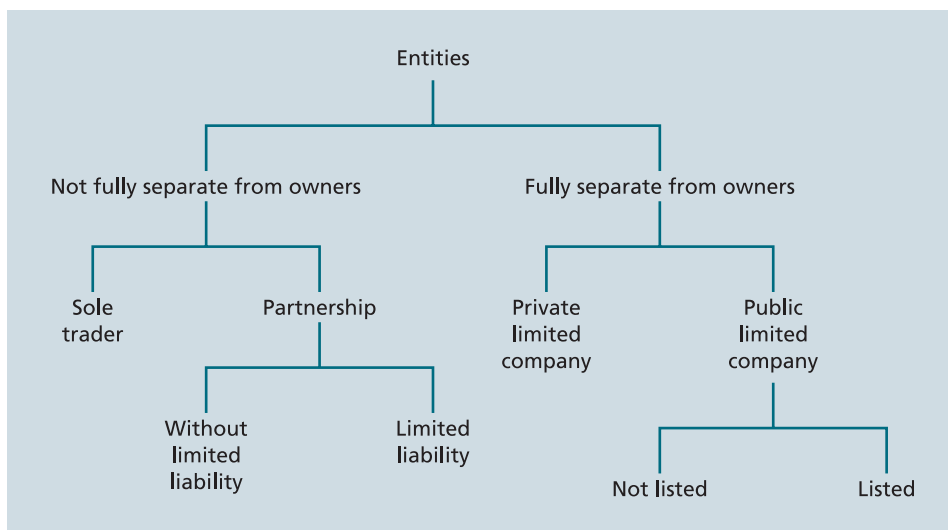 Entities
Not fully separate from owners
Fully separate from owners
Sole
trader
Partnership
Private
limited
company
Public
limited
company
Without
limited
liability
Limited
liability
Not listed
Listed